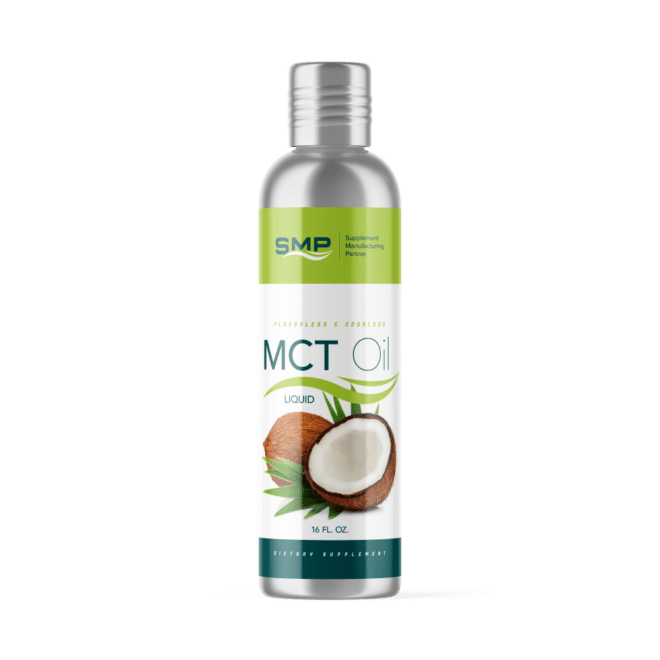 SMP
Supplement
Manufacturing
Partner
FLAVORLESS & ODORLESS
MCT Oil
LIQUID
16 FL. OZ.
DIETARY SUPPLEMENT